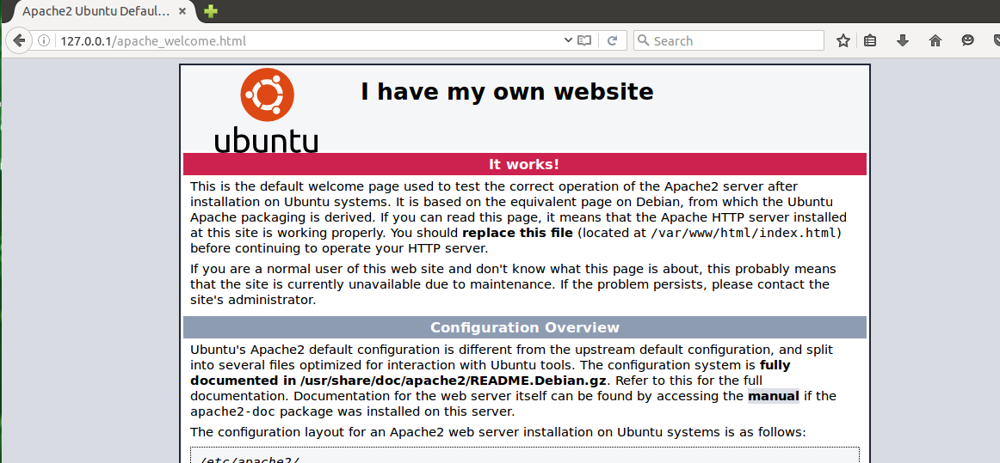 Apache2 Ubuntu Defaul...
127.0.0.1/apache_welcome.html
Search
ubuntu
I have my own website
It works!
This is the default welcome page used to test the correct operation of the Apache2 server after
installation on Ubuntu systems. It is based on the equivalent page on Debian, from which the Ubuntu
Apache packaging is derived. If you can read this page, it means that the Apache HTTP server installed
at this site is working properly. You should replace this file (located at /var/www/html/index.html)
before continuing to operate your HTTP server.
If you are a normal user of this web site and don't know what this page is about, this probably means
that the site is currently unavailable due to maintenance. If the problem persists, please contact the
site's administrator.
Configuration Overview
Ubuntu's Apache2 default configuration is different from the upstream default configuration, and split
into several files optimized for interaction with Ubuntu tools. The configuration system is fully
documented in /usr/share/doc/apache2/README.Debian.gz. Refer to this for the full
documentation. Documentation for the web server itself can be found by accessing the manual if the
apache2-doc package was installed on this server.
The configuration layout for an Apache2 web server installation on Ubuntu systems is as follows:
/etc/apache2/